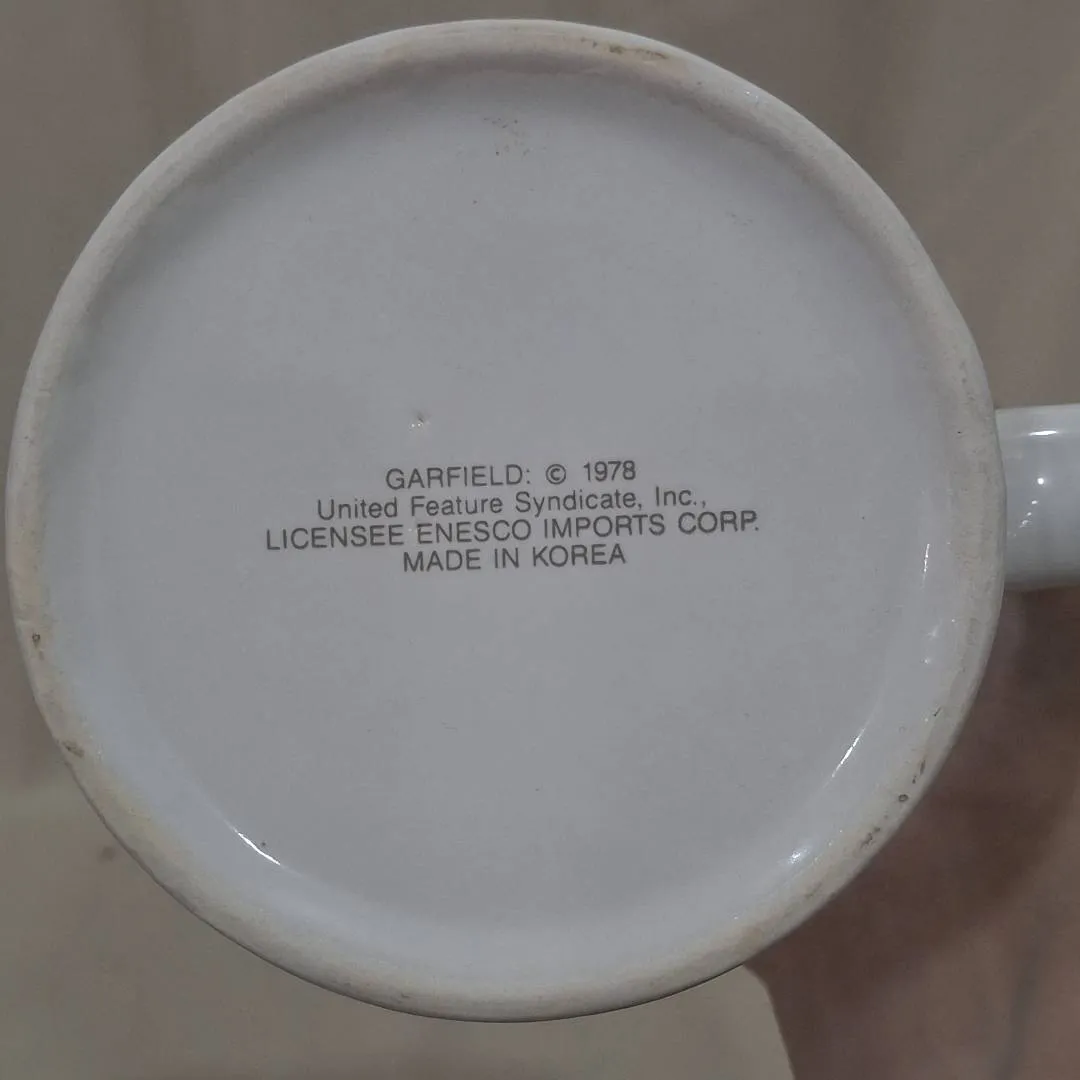 GARFIELD: © 1978
United Feature Syndicate, Inc.,
LICENSEE ENESCO IMPORTS CORP.
MADE IN KOREA